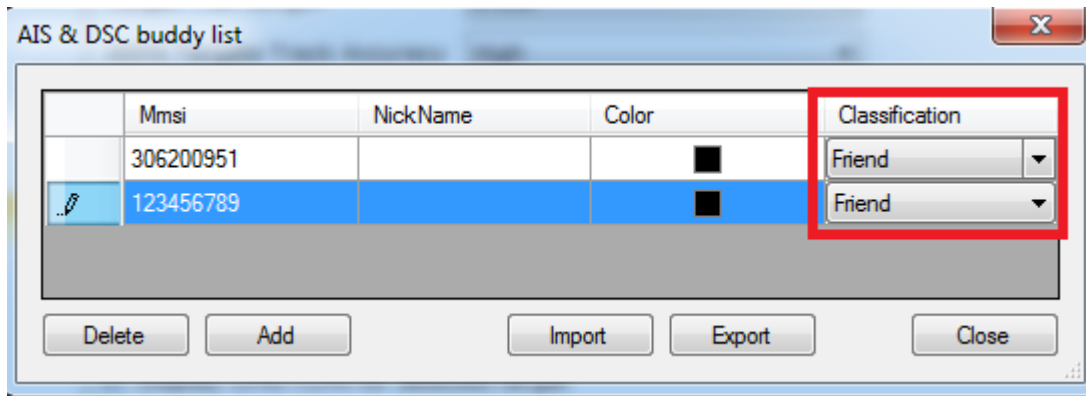 AIS & DSC buddy list
Mmsi NickName Color Classification
306200951 Friend
123456789 Friend
Delete Add Import Export Close